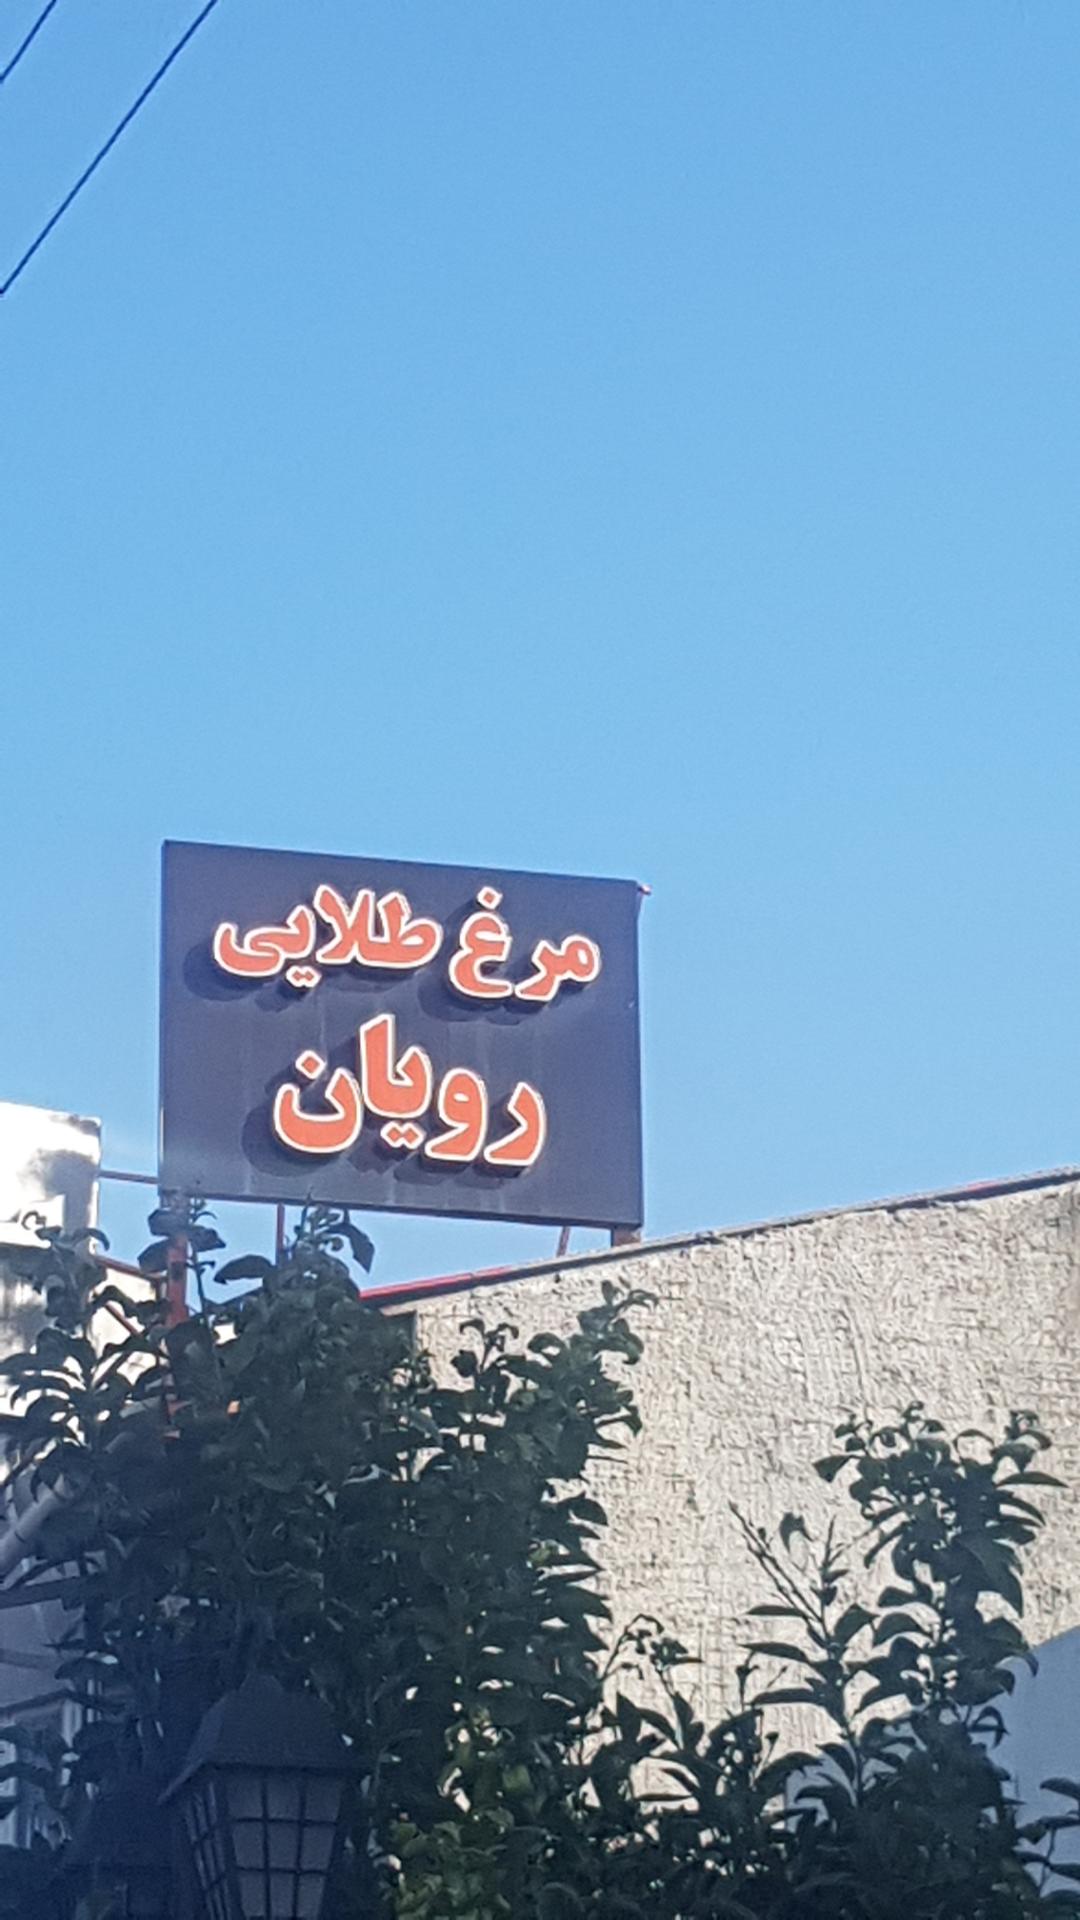 مرغ طلایی
رویان